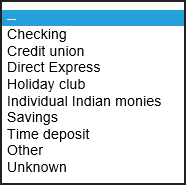 --
Checking
Credit union
Direct Express
Holiday club
Individual Indian monies
Savings
Time deposit
Other
Unknown